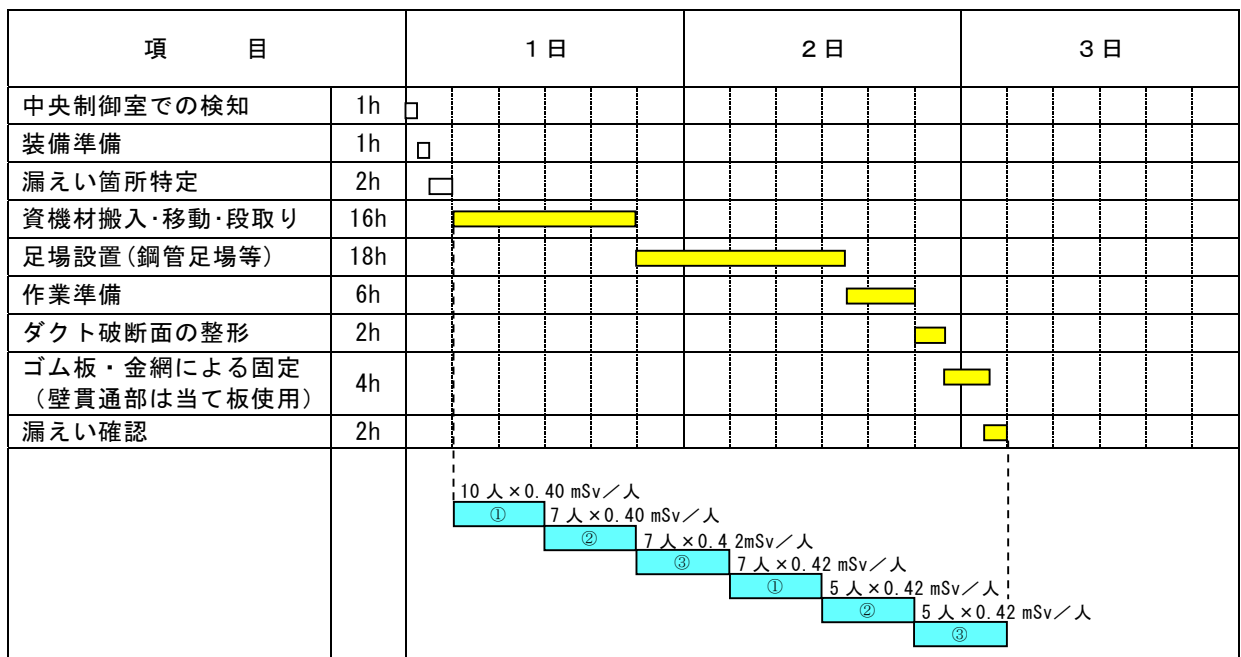 項 目 1日 2日 3日
中央制御室での検知 1h
装備準備 1h
漏えい箇所特定 2h
資機材搬入・移動・段取り 16h
足場設置(鋼管足場等) 18h
作業準備 6h
ダクト破断面の整形 2h
ゴム板・金網による固定
(壁貫通部は当て板使用) 4h
漏えい確認 2h
10人×0.40 mSv/人
① 7人×0.40 mSv/人
② 7人×0.4 2mSv/人
③ 7人×0.42 mSv/人
① 5人×0.42 mSv/人
② 5人×0.42 mSv/人
③